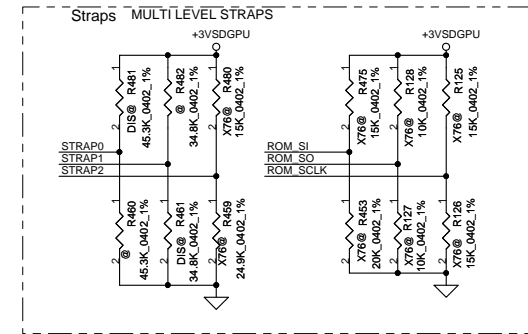 Straps
MULTI LEVEL STRAPS
+3VSDGPU
+3VSDGPU
1
DIS@ R481
45.3K_0402_1%
2
1
@ R482
34.8K_0402_1%
2
1
X76@ R480
15K_0402_1%
2
1
X76@ R475
15K_0402_1%
2
1
X76@ R128
10K_0402_1%
2
1
X76@ R125
15K_0402_1%
2
STRAP0
STRAP1
STRAP2
ROM_SI
ROM_SO
ROM_SCLK
1
@ R460
45.3K_0402_1%
2
1
DIS@ R461
34.8K_0402_1%
2
1
X76@ R459
24.9K_0402_1%
2
1
X76@ R453
20K_0402_1%
2
1
X76@ R127
10K_0402_1%
2
1
X76@ R126
15K_0402_1%
2